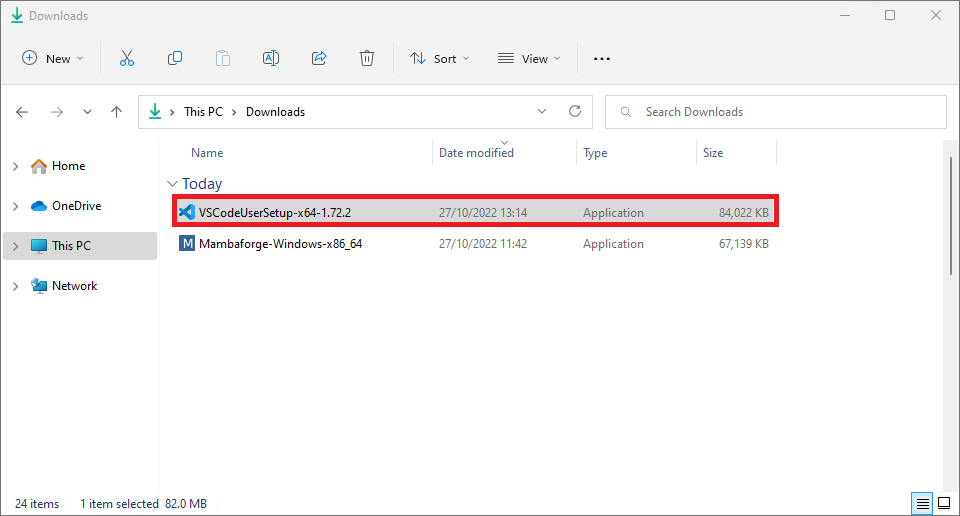 Downloads
New Sort View
This PC Downloads Search Downloads
Name Date modified Type Size
Home
Today
OneDrive
VSCodeUserSetup-x64-1.72.2 27/10/2022 13:14 Application 84,022 KB
This PC
M Mambaforge-Windows-x86_64 27/10/2022 11:42 Application 67,139 KB
Network
24 items 1 item selected 82.0 MB